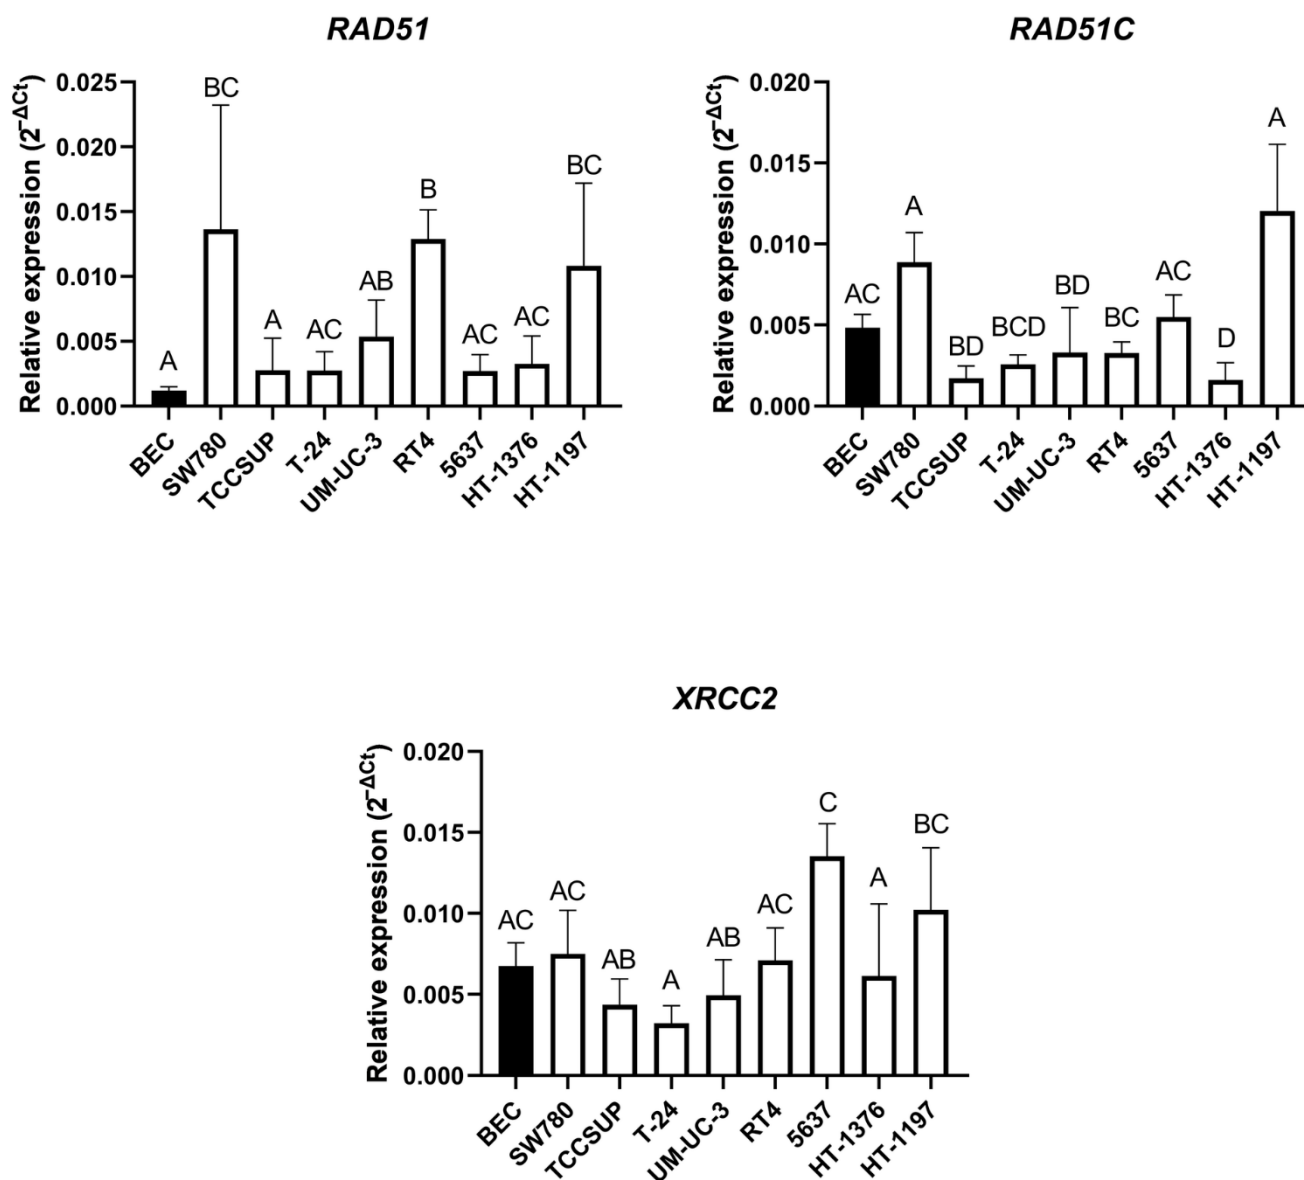 RAD51
Relative expression (2^−ΔCt)
0.025
0.020
0.015
0.010
0.005
0.000
A
BC
A
AC
AB
B
AC
AC
BC
BEC
SW780
TCCSUP
T-24
UM-UC-3
RT4
5637
HT-1376
HT-1197
RAD51C
Relative expression (2^−ΔCt)
0.020
0.015
0.010
0.005
0.000
AC
A
BD
BCD
BD
BC
AC
D
A
BEC
SW780
TCCSUP
T-24
UM-UC-3
RT4
5637
HT-1376
HT-1197
XRCC2
Relative expression (2^−ΔCt)
0.020
0.015
0.010
0.005
0.000
AC
AC
AB
A
AB
AC
C
A
BC
BEC
SW780
TCCSUP
T-24
UM-UC-3
RT4
5637
HT-1376
HT-1197